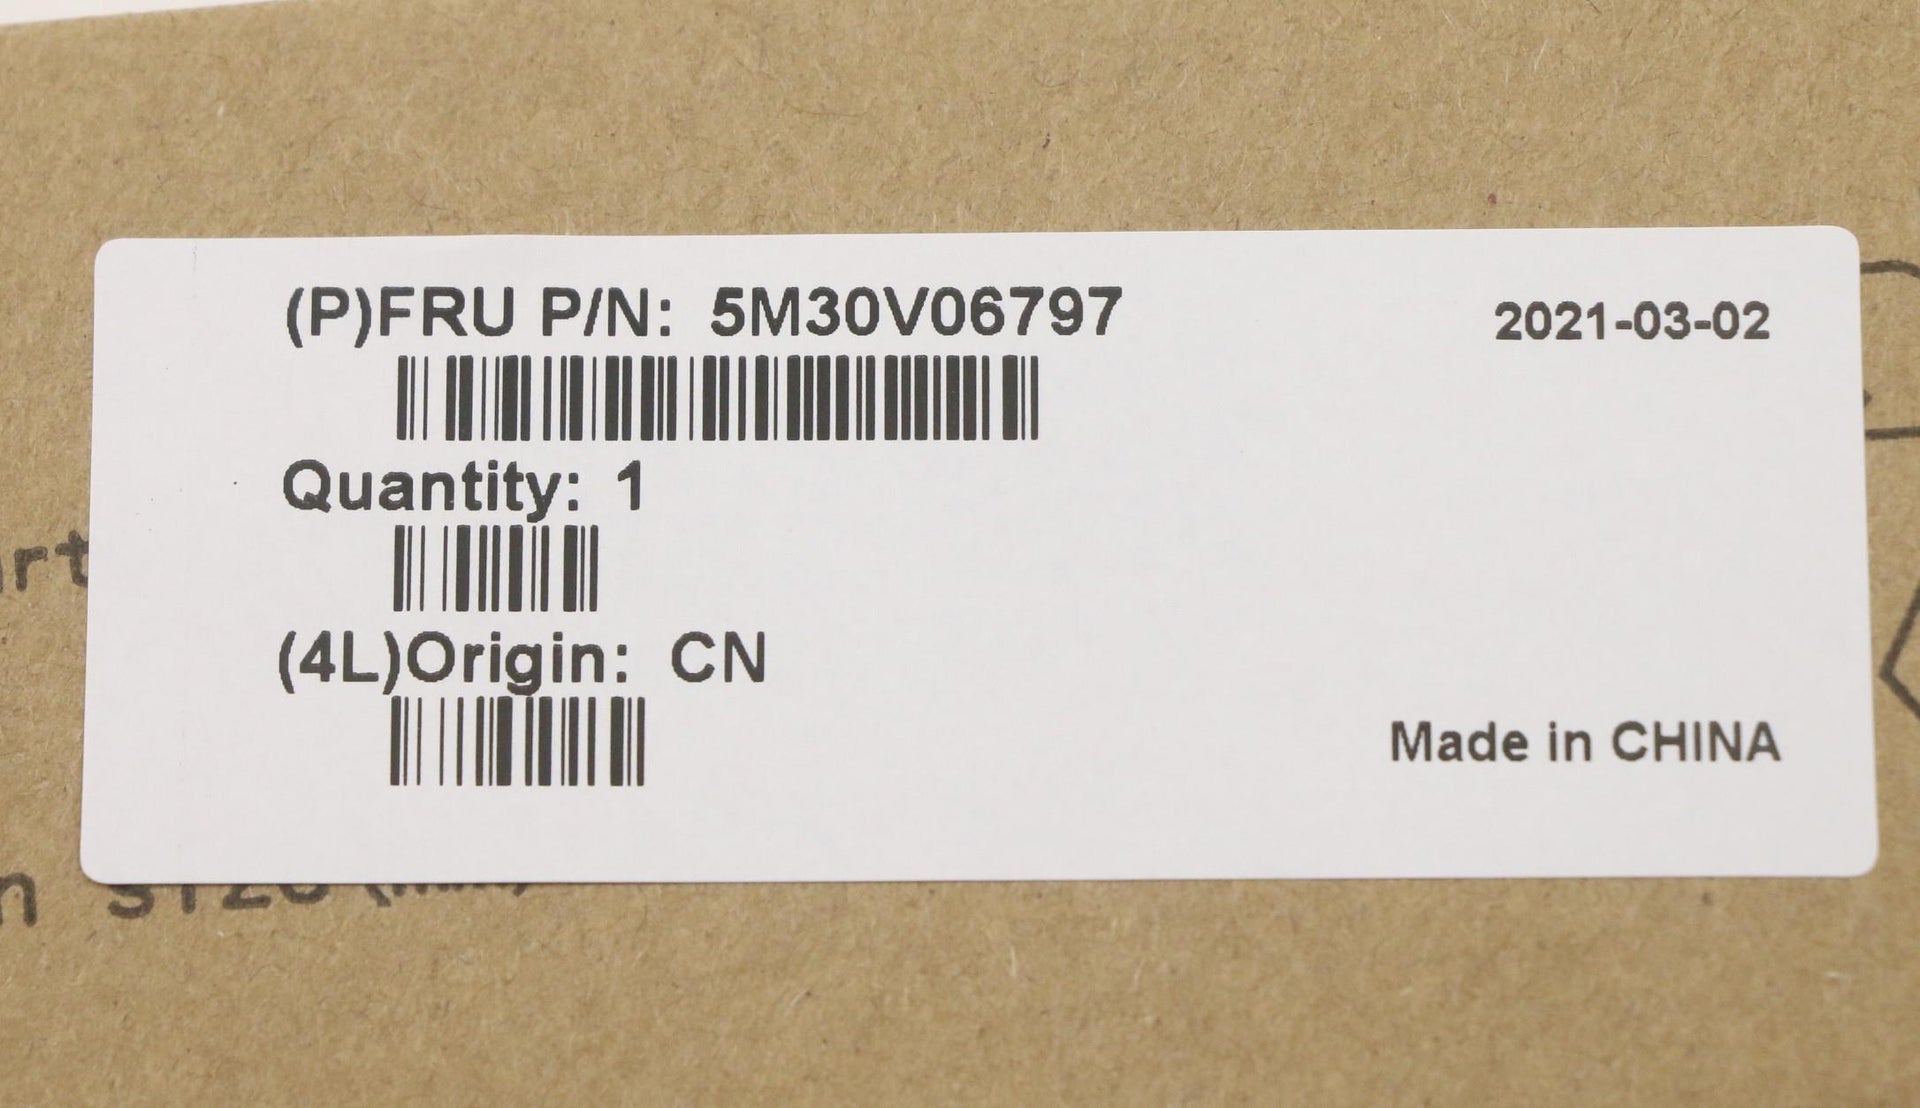 (P)FRU P/N: 5M30V06797
2021-03-02
Quantity: 1
(4L)Origin: CN
Made in CHINA